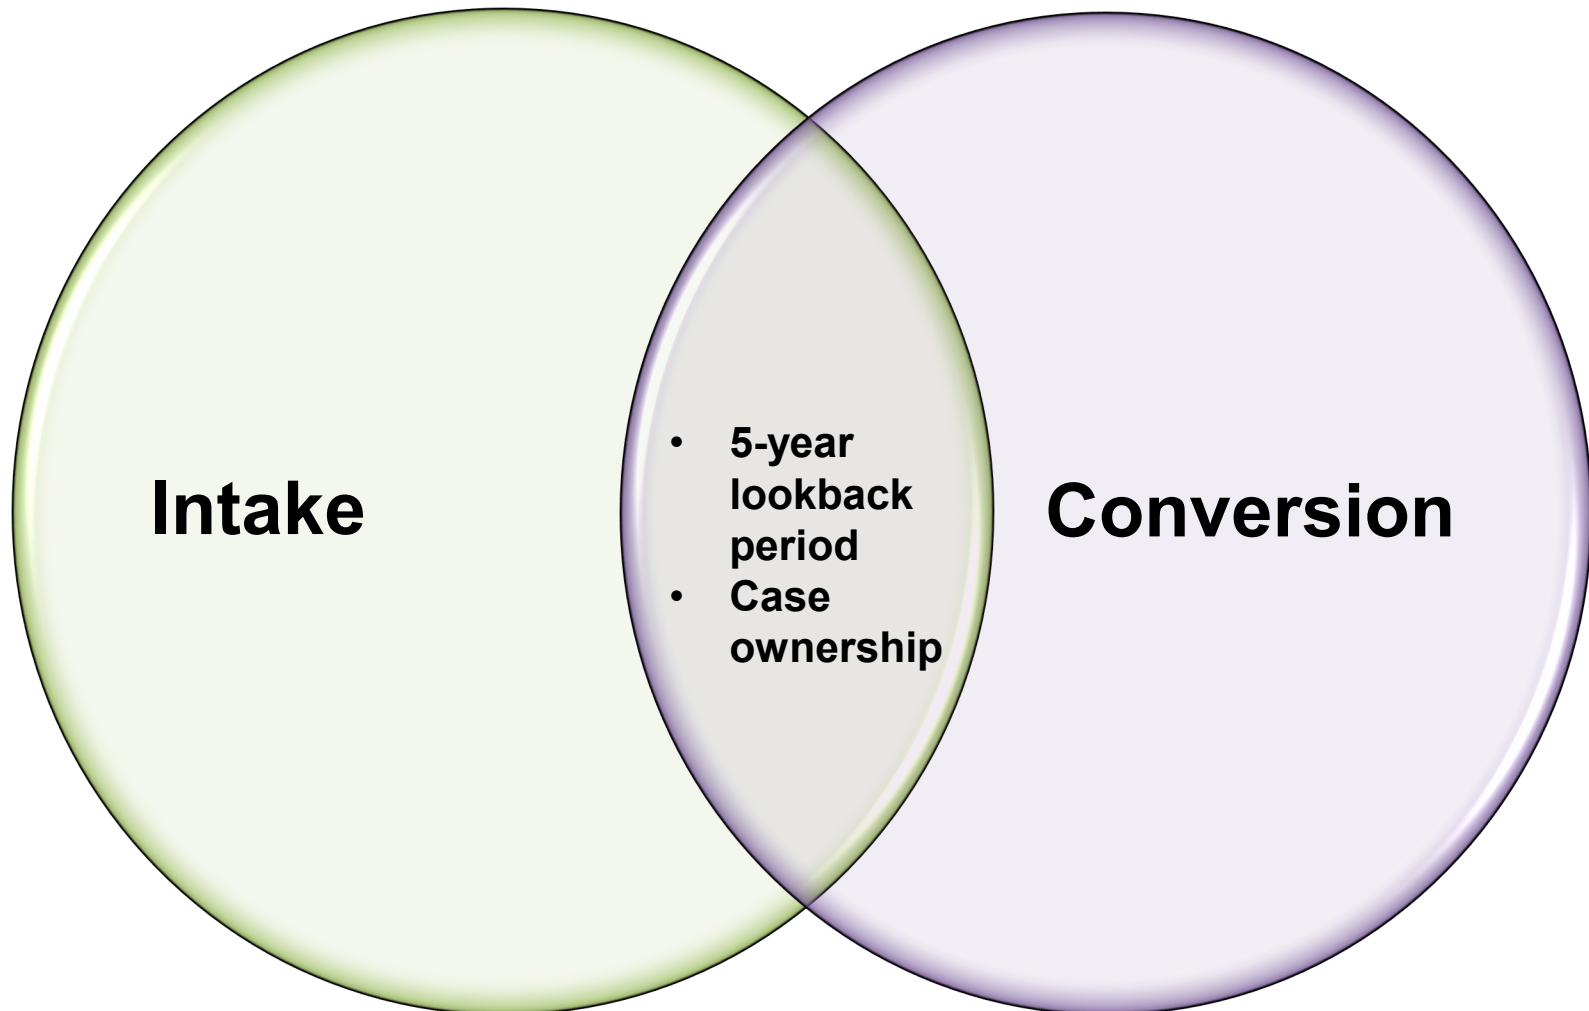 Intake
• 5-year
lookback
period
• Case
ownership
Conversion